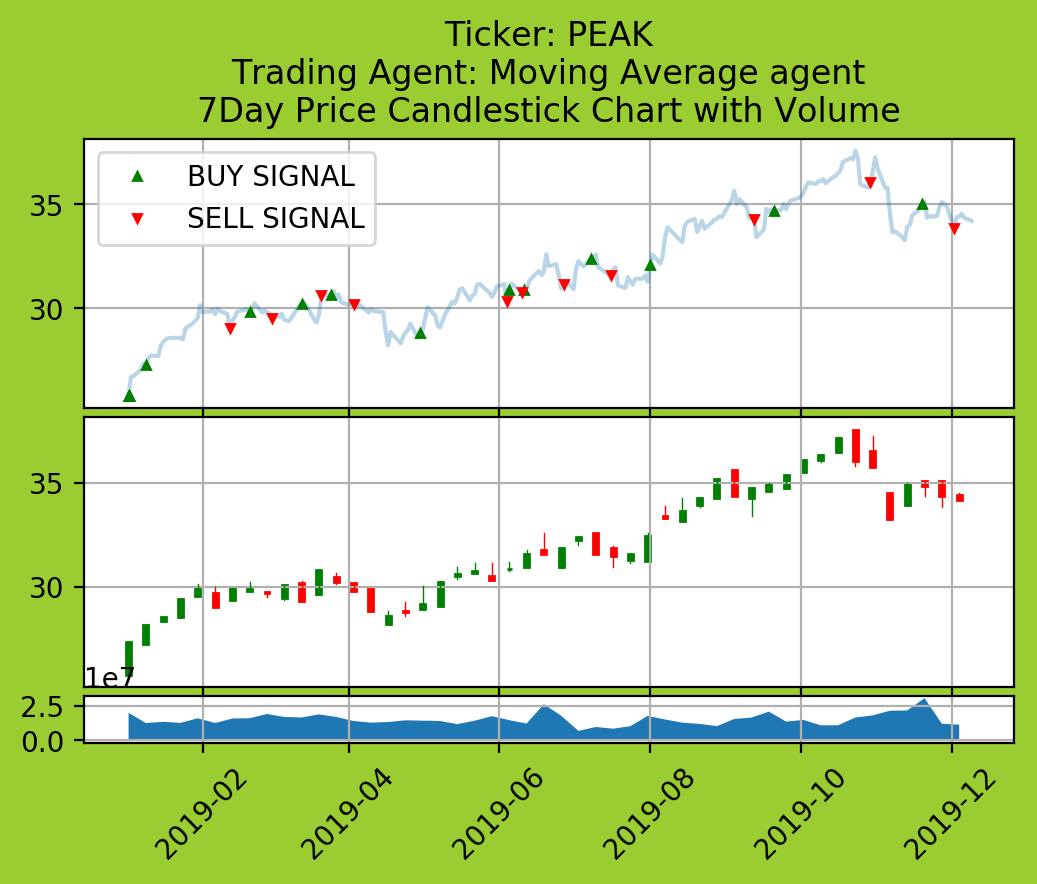 Ticker: PEAK
Trading Agent: Moving Average agent
7Day Price Candlestick Chart with Volume
BUY SIGNAL
SELL SIGNAL
35
30
35
30
1e7
2.5
0.0
2019-02
2019-04
2019-06
2019-08
2019-10
2019-12